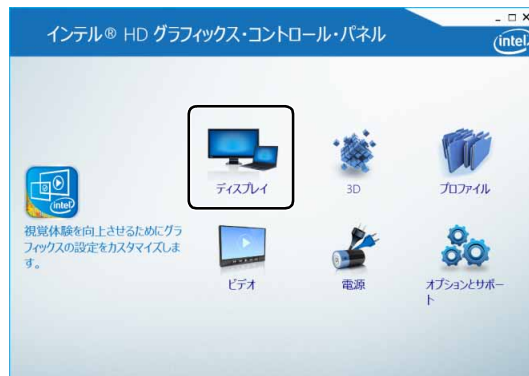 インテル® HD グラフィックス・コントロール・パネル
intel
ディスプレイ
3D
プロファイル
intel
視覚体験を向上させるためにグラ
フィックスの設定をカスタマイズしま
す。
ビデオ
電源
オプションとサポー
ト